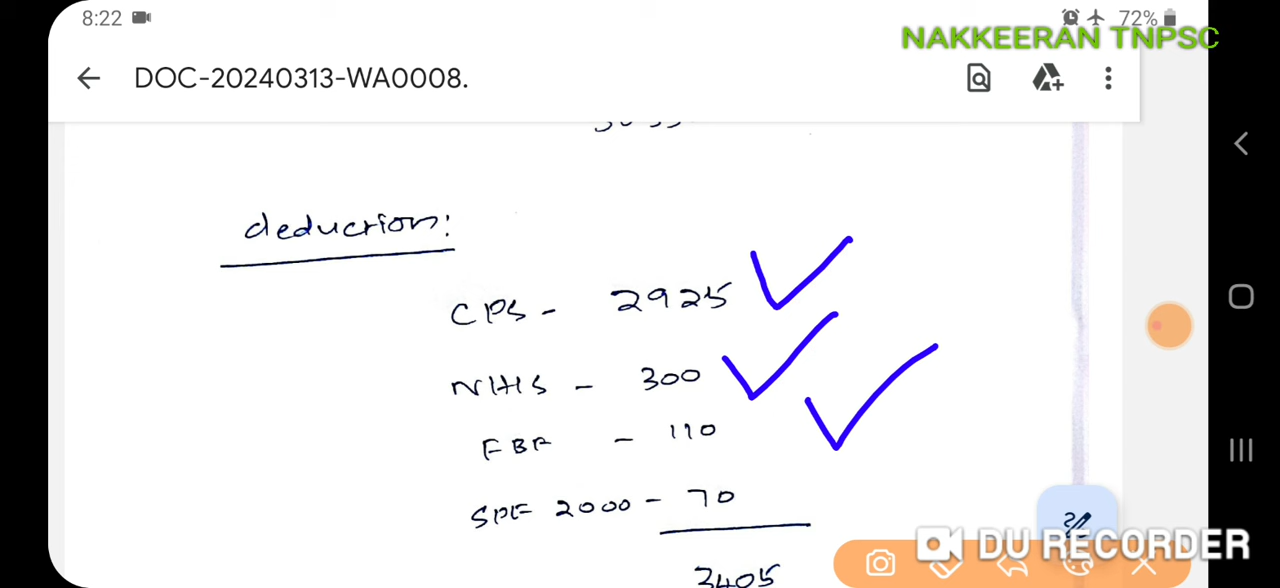 8:22 72%
NAKKEERAN TNPSC
DOC-20240313-WA0008.
deduction:
CPS - 2925
NHIS - 300
FBF - 110
SPF 2000 - 70
3405
DU RECORDER